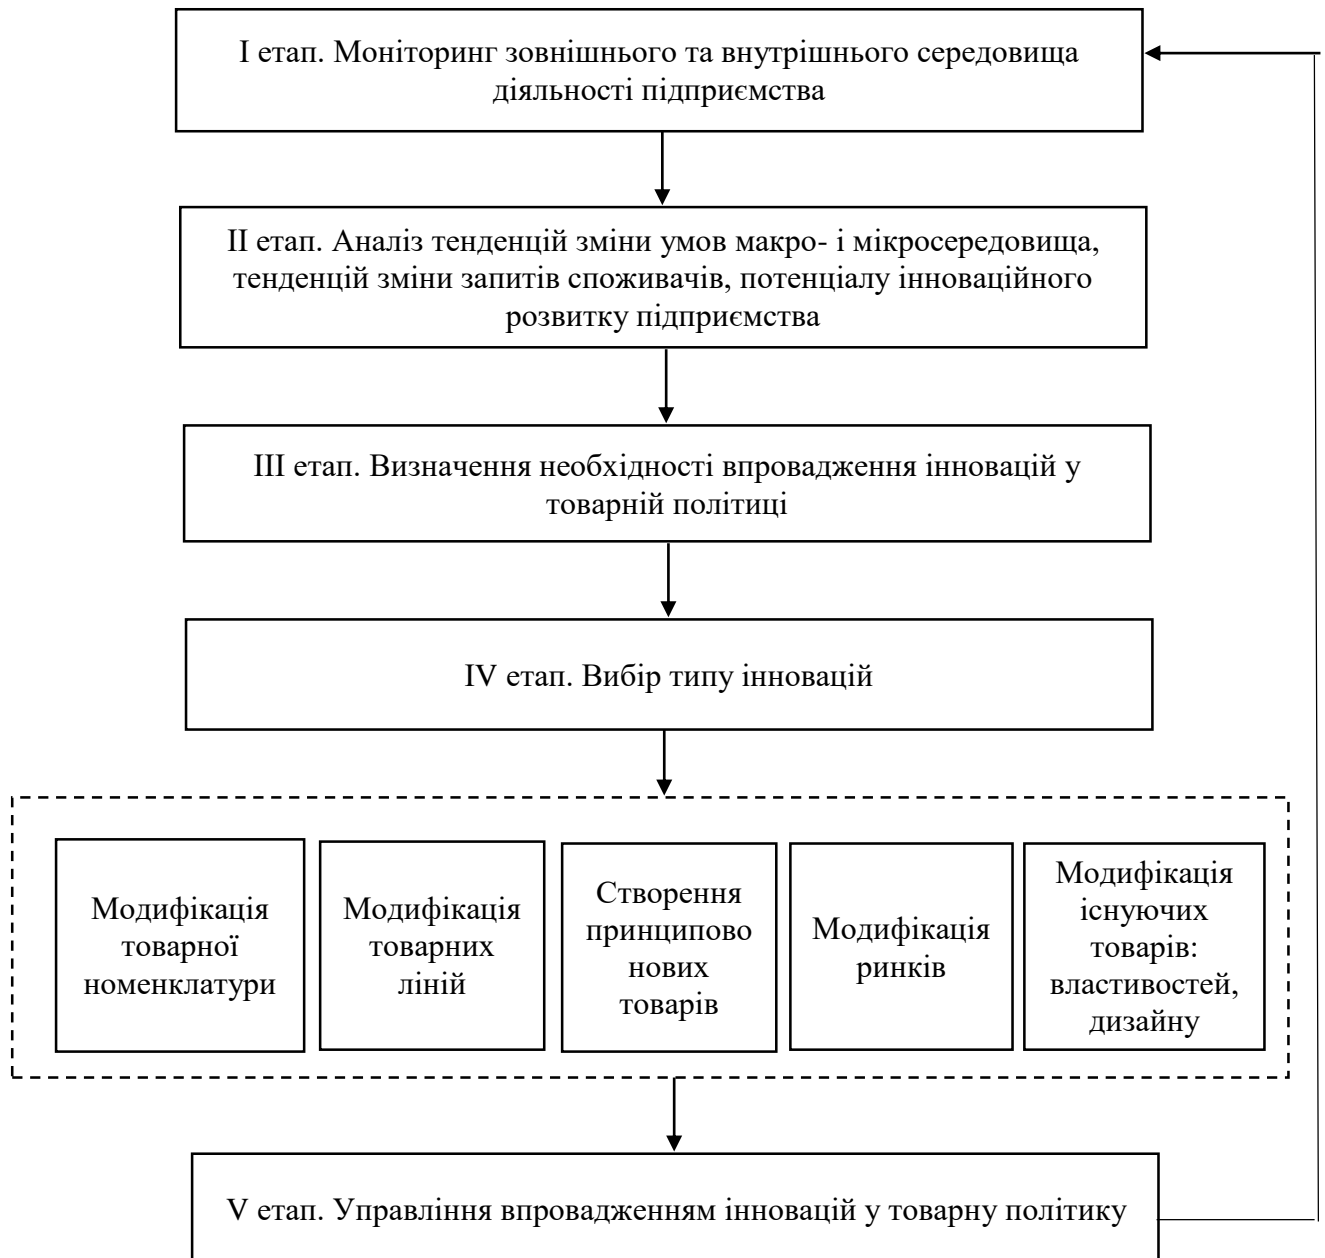 І етап. Моніторинг зовнішнього та внутрішнього середовища
діяльності підприємства
ІІ етап. Аналіз тенденцій зміни умов макро- і мікросередовища,
тенденцій зміни запитів споживачів, потенціалу інноваційного
розвитку підприємства
ІІІ етап. Визначення необхідності впровадження інновацій у
товарній політиці
IV етап. Вибір типу інновацій
Модифікація
товарної
номенклатури
Модифікація
товарних
ліній
Створення
принципово
нових
товарів
Модифікація
ринків
Модифікація
існуючих
товарів:
властивостей,
дизайну
V етап. Управління впровадженням інновацій у товарну політику